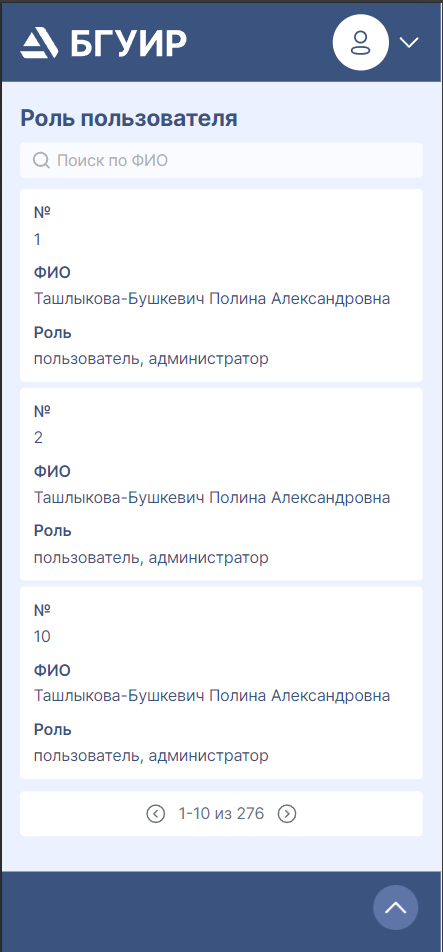 БГУИР
Роль пользователя
Поиск по ФИО
№
1
ФИО
Ташлыкова-Бушкевич Полина Александровна
Роль
пользователь, администратор
№
2
ФИО
Ташлыкова-Бушкевич Полина Александровна
Роль
пользователь, администратор
№
10
ФИО
Ташлыкова-Бушкевич Полина Александровна
Роль
пользователь, администратор
1-10 из 276